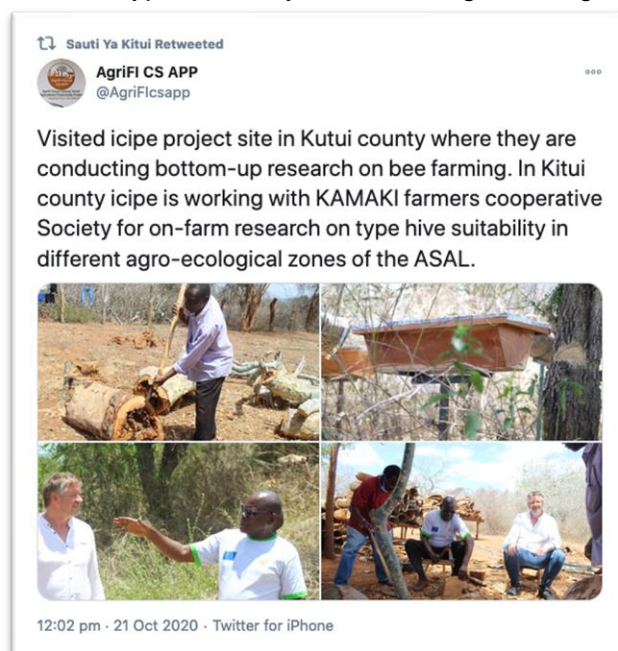 Sauti Ya Kitui Retweeted
AgriFI CS APP
@AgriFIcsapp
Visited icipe project site in Kutui county where they are
conducting bottom-up research on bee farming. In Kitui
county icipe is working with KAMAKI farmers cooperative
Society for on-farm research on type hive suitability in
different agro-ecological zones of the ASAL.
12:02 pm · 21 Oct 2020 · Twitter for iPhone